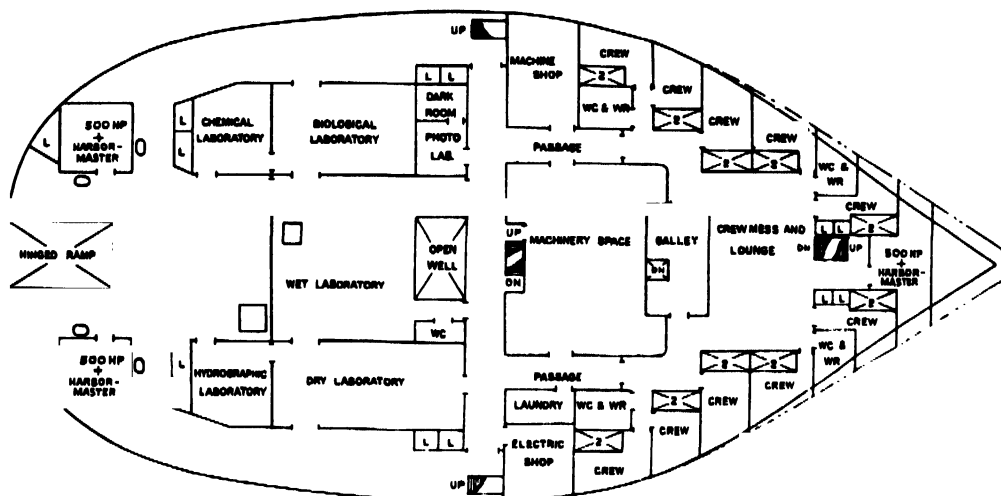 UP
MACHINE
SHOP
CREW
2
WC & WR
CREW
2
CREW
CREW
2
2
L L
DARK
ROOM
PHOTO
LAB.
500 HP
+
HARBOR-
MASTER
L
L
L
CHEMICAL
LABORATORY
BIOLOGICAL
LABORATORY
PASSAGE
WC &
WR
CREW
2
L L
HINGED RAMP
WET LABORATORY
OPEN
WELL
UP
DN
MACHINERY SPACE
GALLEY
DN
CREW MESS AND
LOUNGE
DN
UP
500 HP
+
HARBOR-
MASTER
L L
2
CREW
WC &
WR
WC
500 HP
+
HARBOR-
MASTER
L
HYDROGRAPHIC
LABORATORY
DRY LABORATORY
PASSAGE
2
2
CREW
CREW
LAUNDRY
WC & WR
2
CREW
L L
ELECTRIC
SHOP
2
CREW
UP